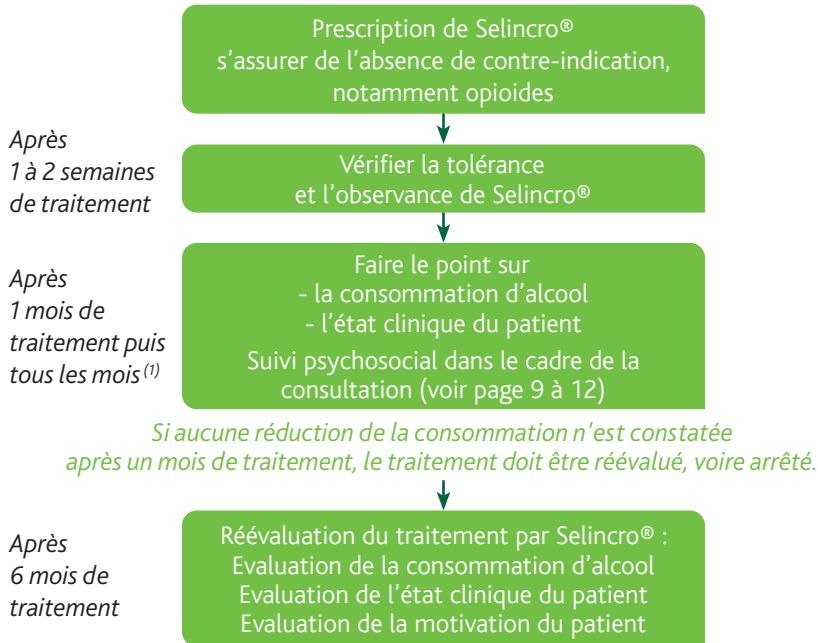 Prescription de Selincro®
s’assurer de l’absence de contre-indication,
notamment opioides
Après
1 à 2 semaines
de traitement
Vérifier la tolérance
et l’observance de Selincro®
Après
1 mois de
traitement puis
tous les mois (1)
Faire le point sur
- la consommation d’alcool
- l’état clinique du patient
Suivi psychosocial dans le cadre de la
consultation (voir page 9 à 12)
Si aucune réduction de la consommation n’est constatée
après un mois de traitement, le traitement doit être réévalué, voire arrêté.
Après
6 mois de
traitement
Réévaluation du traitement par Selincro® :
Evaluation de la consommation d’alcool
Evaluation de l’état clinique du patient
Evaluation de la motivation du patient